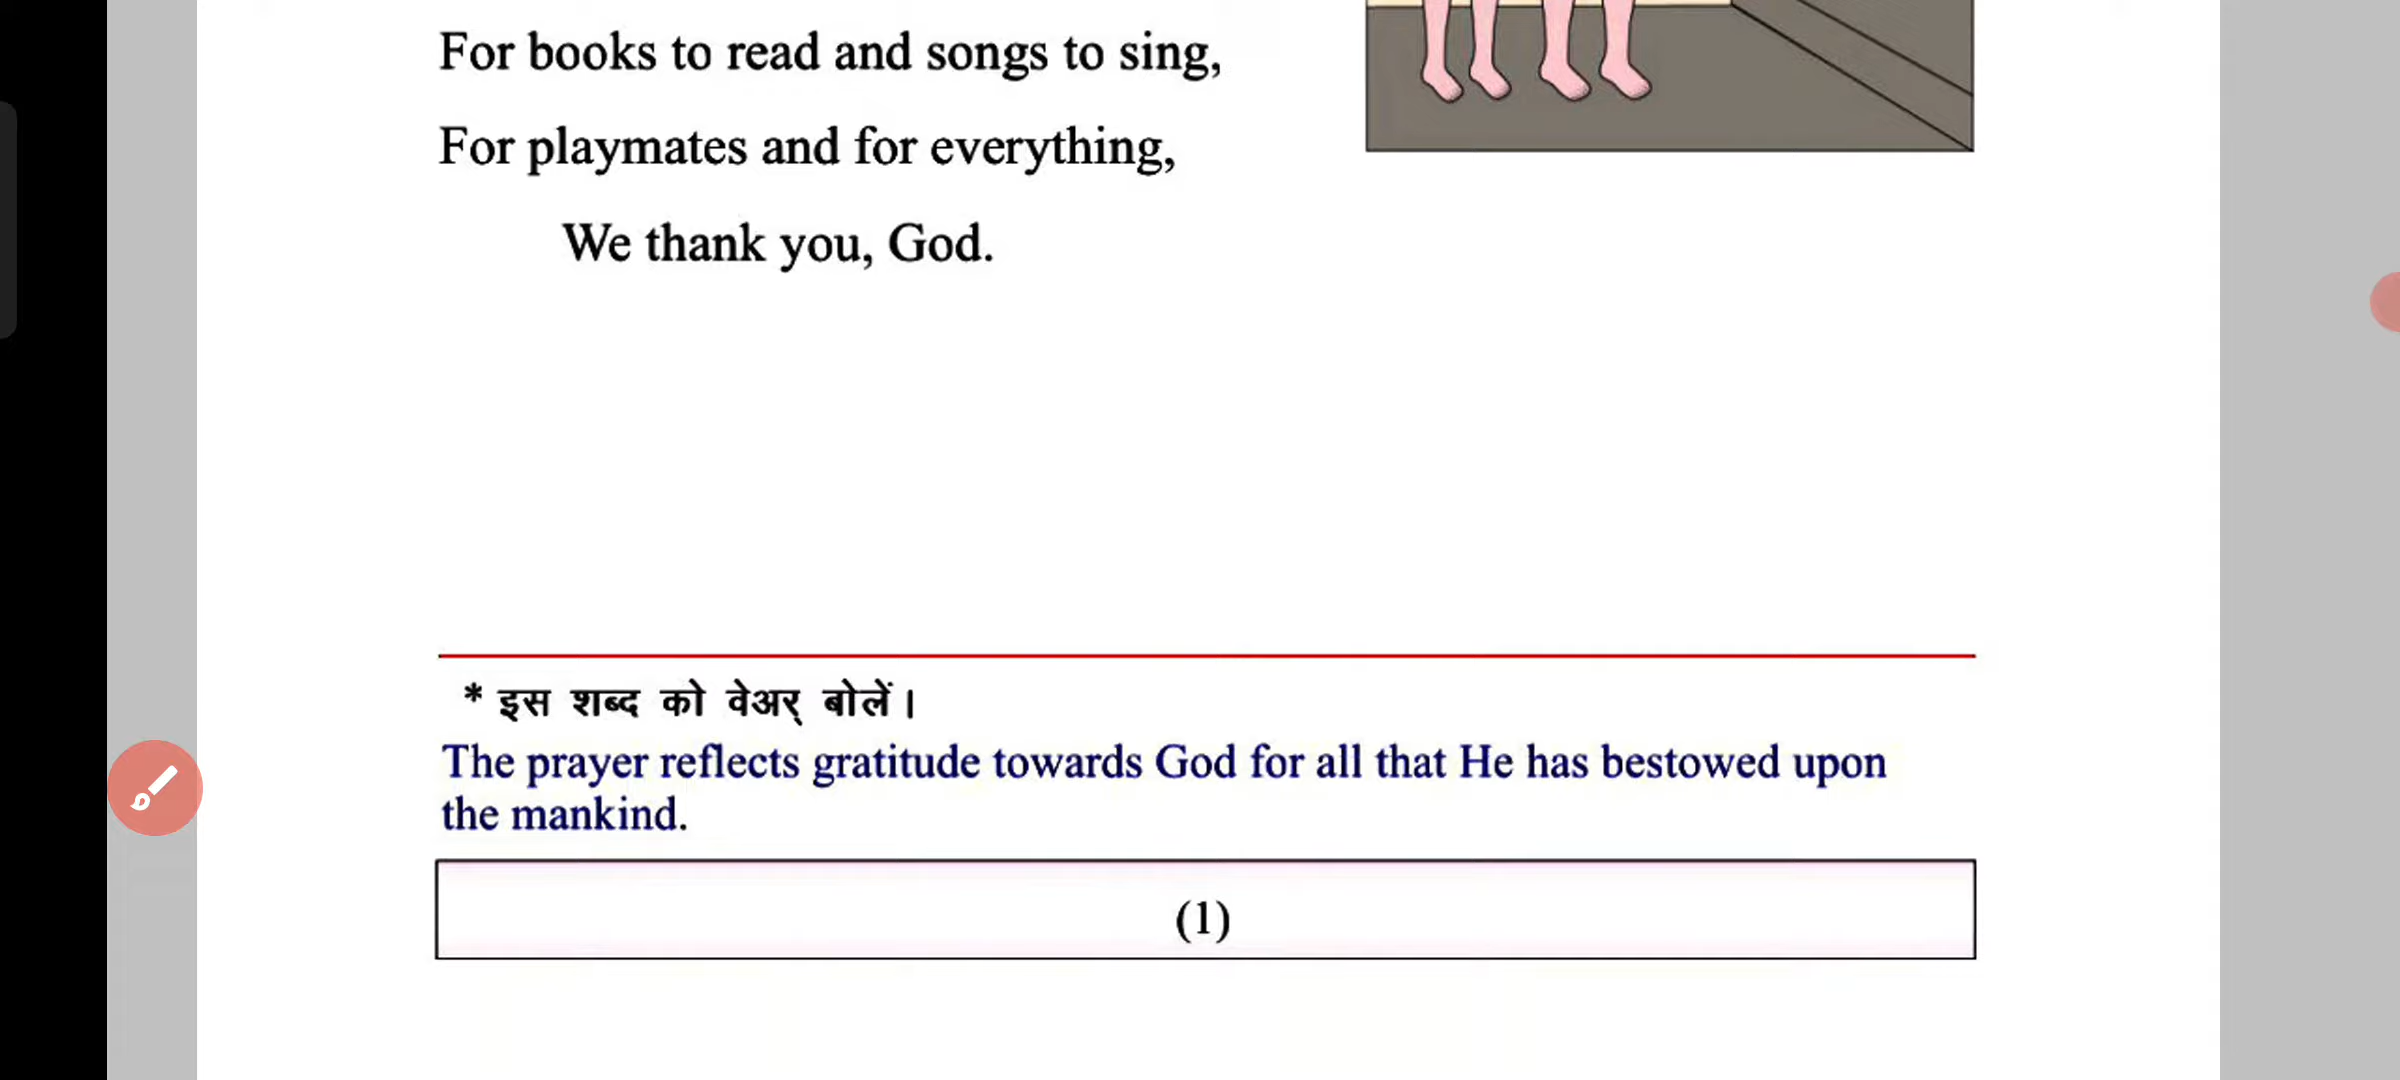 For books to read and songs to sing,
For playmates and for everything,
We thank you, God.
* इस शब्द को वेअर् बोलें।
The prayer reflects gratitude towards God for all that He has bestowed upon
the mankind.
(1)